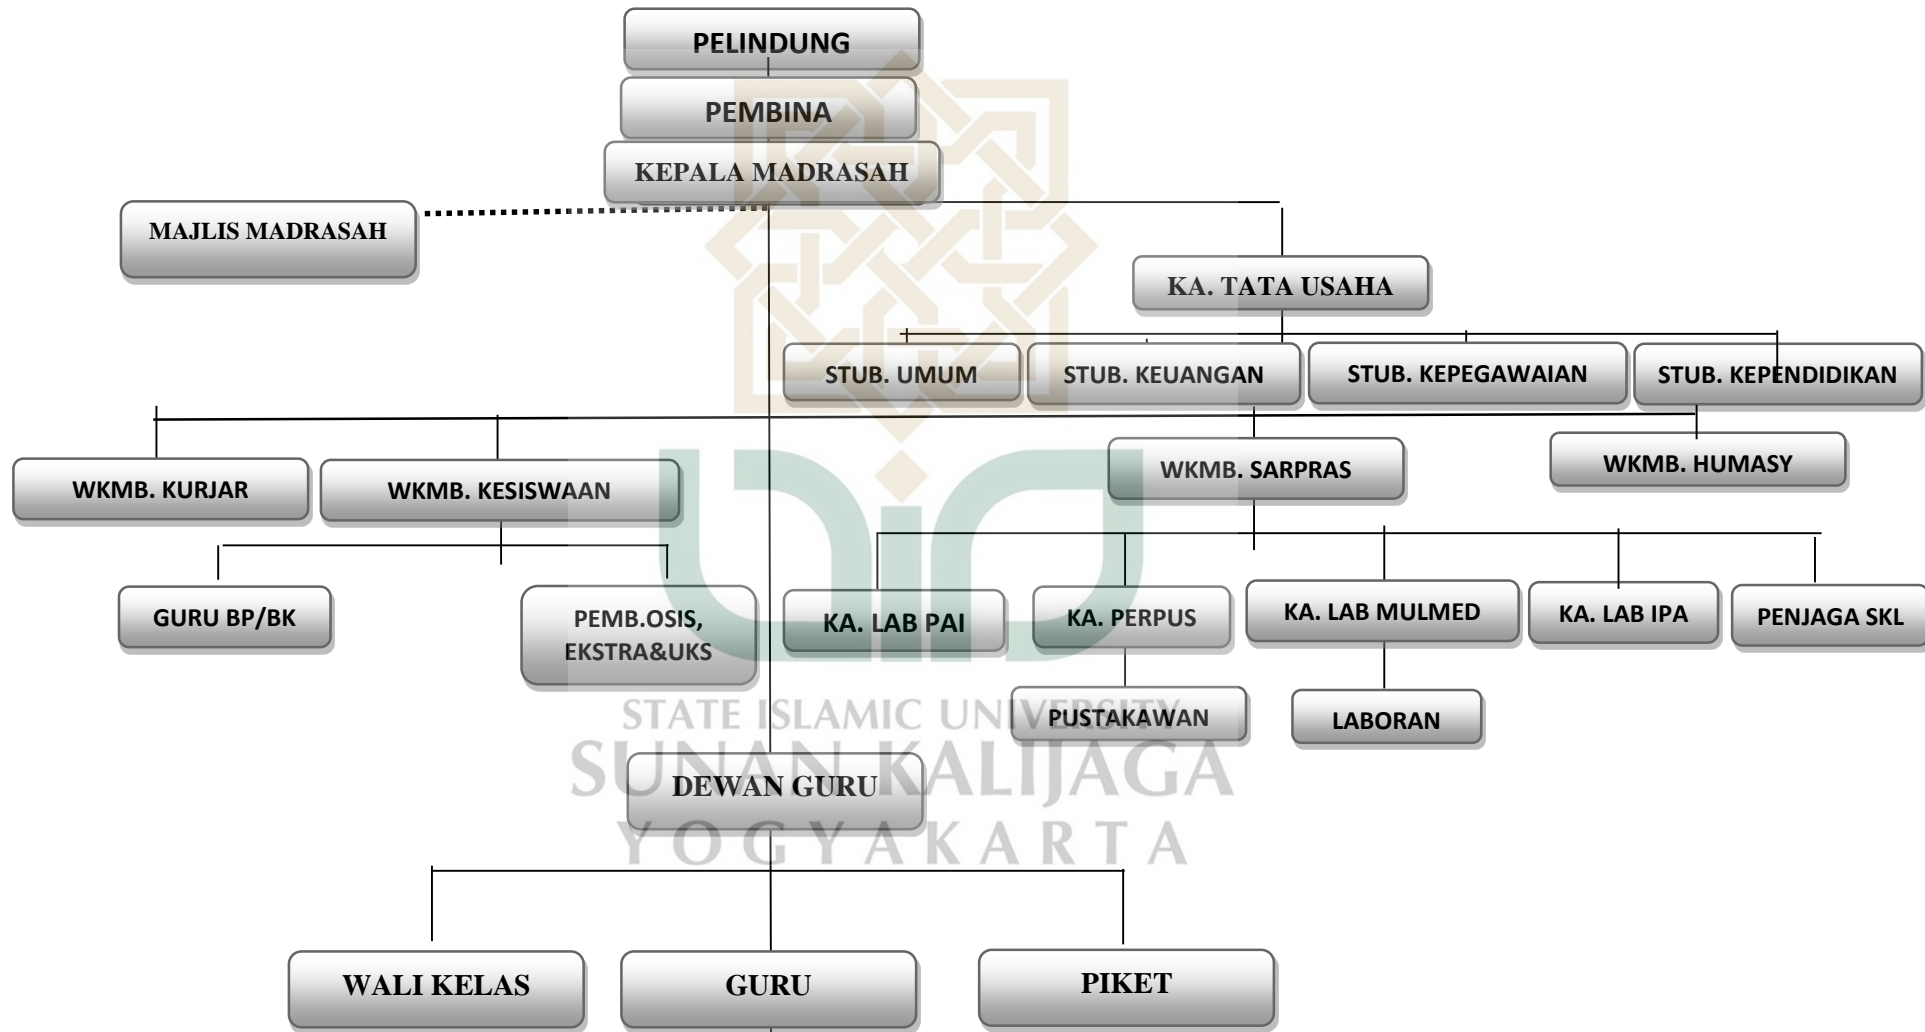 PELINDUNG
PEMBINA
KEPALA MADRASAH
MAJLIS MADRASAH
KA. TATA USAHA
STUB. UMUM
STUB. KEUANGAN
STUB. KEPEGAWAIAN
STUB. KEPENDIDIKAN
WKMB. KURJAR
WKMB. KESISWAAN
WKMB. SARPRAS
WKMB. HUMASY
GURU BP/BK
PEMB.OSIS,
EKSTRA&UKS
KA. LAB PAI
KA. PERPUS
KA. LAB MULMED
KA. LAB IPA
PENJAGA SKL
PUSTAKAWAN
LABORAN
STATE ISLAMIC UNIVERSITY
SUNAN KALIJAGA
YOGYAKARTA
DEWAN GURU
WALI KELAS
GURU
PIKET